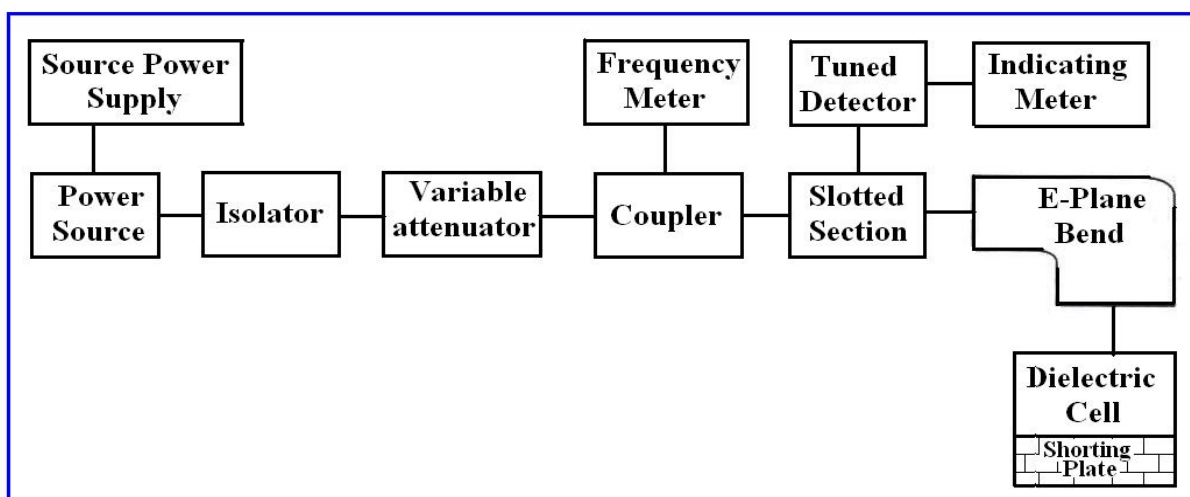 Source Power
Supply
Frequency
Meter
Tuned
Detector
Indicating
Meter
Power
Source
Isolator
Variable
attenuator
Coupler
Slotted
Section
E-Plane
Bend
Dielectric
Cell
Shorting
Plate